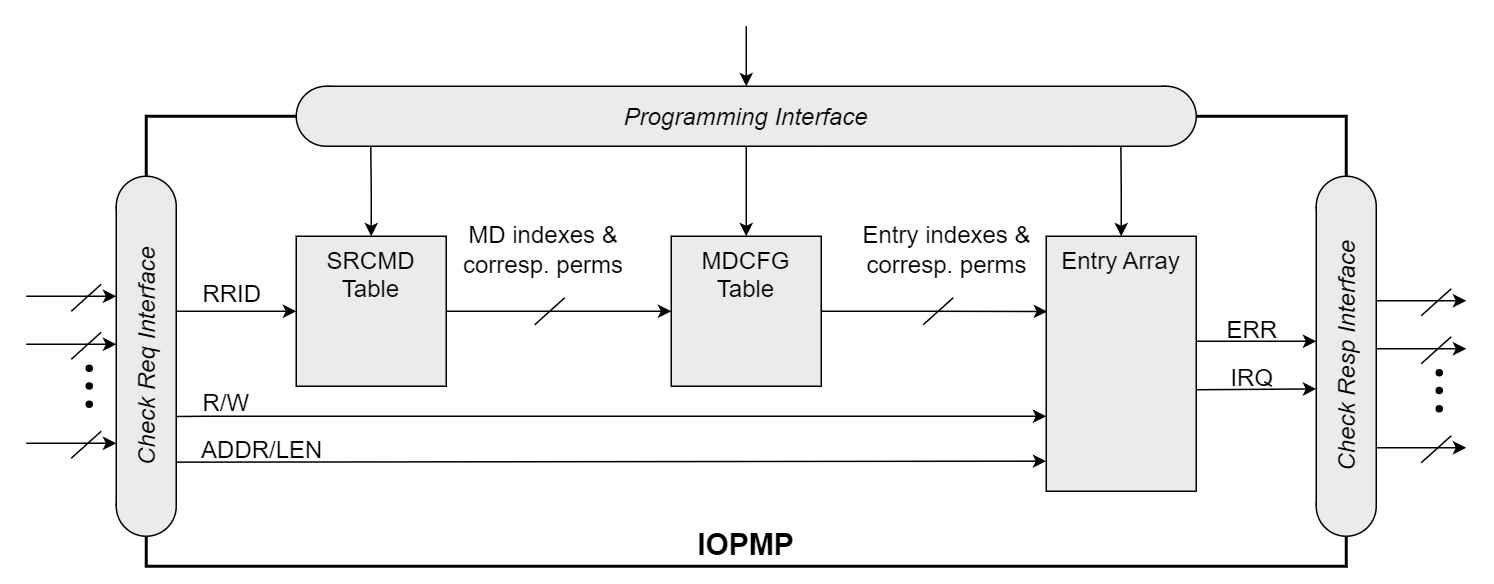 Programming Interface
Check Req Interface
RRID
R/W
ADDR/LEN
SRCMD
Table
MD indexes &
corresp. perms
MDCFG
Table
Entry indexes &
corresp. perms
Entry Array
ERR
IRQ
Check Resp Interface
IOPMP